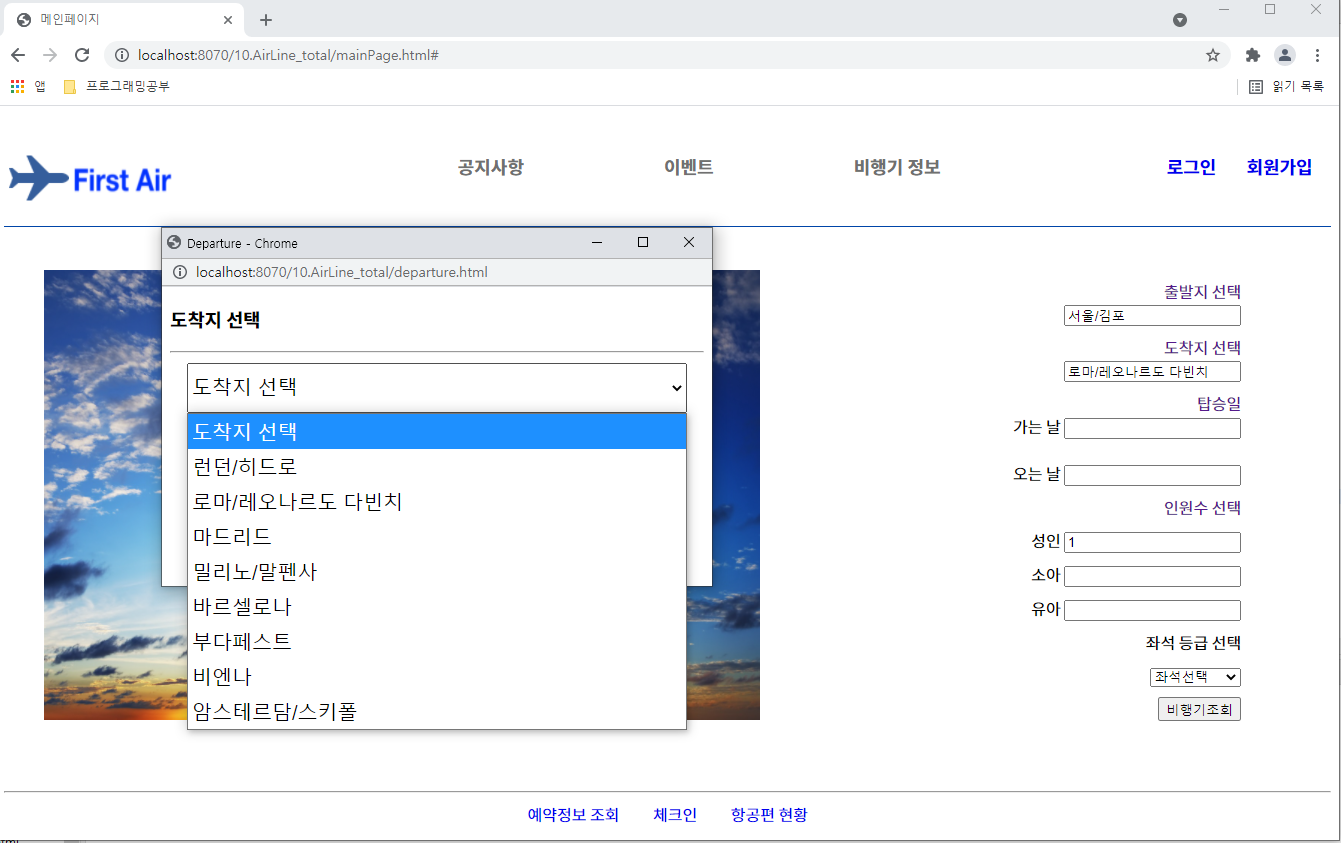 메인페이지
localhost:8070/10.AirLine_total/mainPage.html#
앱 프로그래밍공부 읽기 목록
First Air 공지사항 이벤트 비행기 정보 로그인 회원가입
Departure - Chrome
localhost:8070/10.AirLine_total/departure.html
도착지 선택
도착지 선택
도착지 선택
런던/히드로
로마/레오나르도 다빈치
마드리드
밀리노/말펜사
바르셀로나
부다페스트
비엔나
암스테르담/스키폴
출발지 선택
서울/김포
도착지 선택
로마/레오나르도 다빈치
탑승일
가는 날
오는 날
인원수 선택
성인 1
소아
유아
좌석 등급 선택
좌석선택
비행기조회
예약정보 조회 체크인 항공편 현황